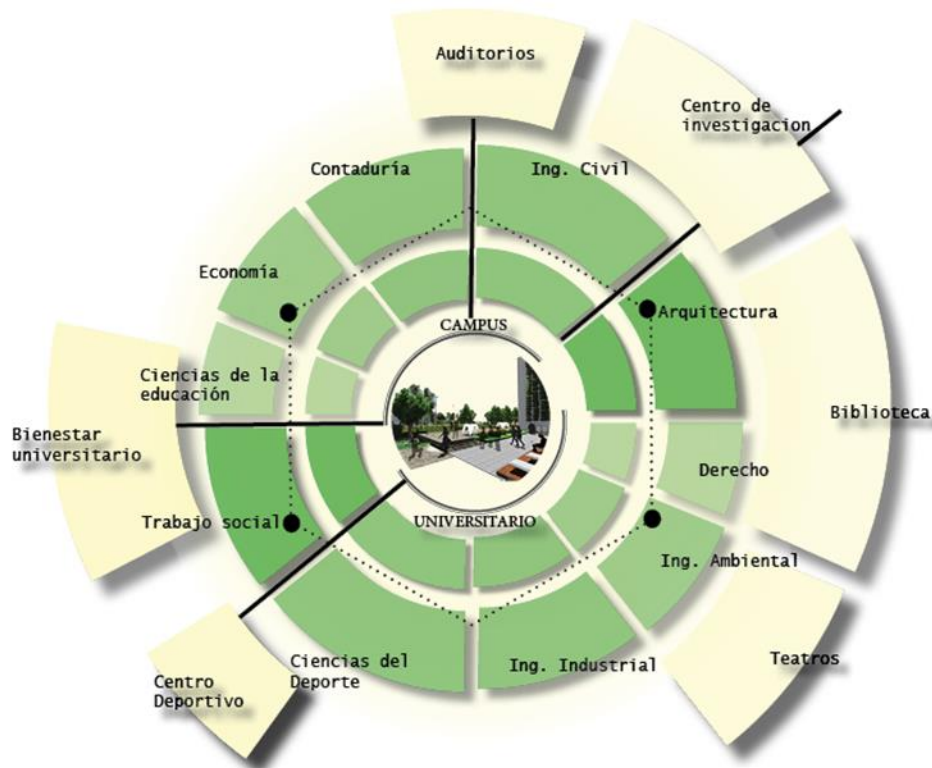 Auditorios
Centro de
investigacion
Contaduría
Ing. Civil
Economía
Arquitectura
CAMPUS
Ciencias de la
educación
Biblioteca
Bienestar
universitario
Derecho
Trabajo social
UNIVERSITARIO
Ing. Ambiental
Teatros
Ciencias del
Deporte
Ing. Industrial
Centro
Deportivo